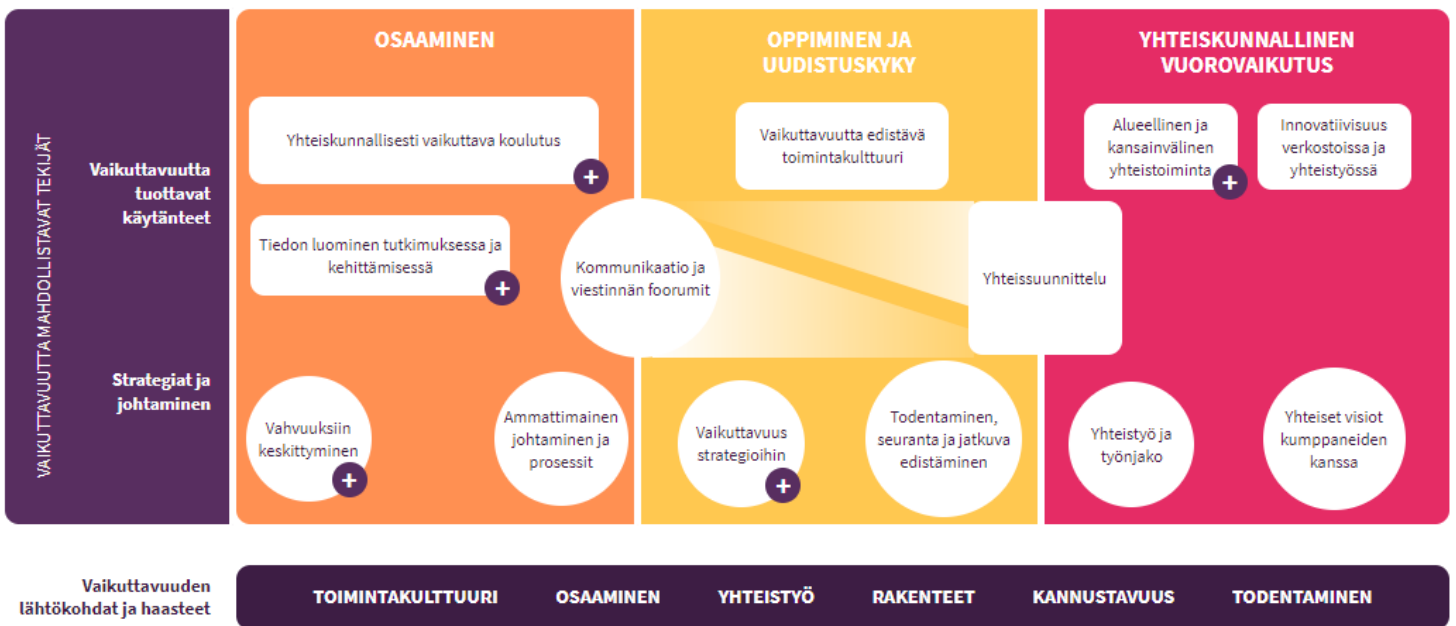 VAIKUTTAVUUTTA MAHDOLLISTAVAT TEKIJÄT
Vaikuttavuutta
tuottavat
käytänteet
Strategiat ja
johtaminen
OSAAMINEN
Yhteiskunnallisesti vaikuttava koulutus
+
Tiedon luominen tutkimuksessa ja
kehittämisessä
+
Kommunikaatio ja
viestinnän foorumit
Vahvuuksiin
keskittyminen
+
Ammattimainen
johtaminen ja
prosessit
OPPIMINEN JA
UUDISTUSKYKY
Vaikuttavuutta edistävä
toimintakulttuuri
Yhteissuunnittelu
Vaikuttavuus
strategioihin
+
Todentaminen,
seuranta ja jatkuva
edistäminen
YHTEISKUNNALLINEN
VUOROVAIKUTUS
Alueellinen ja
kansainvälinen
yhteistoiminta
+
Innovatiivisuus
verkostoissa ja
yhteistyössä
Yhteistyö ja
työnjako
Yhteiset visiot
kumppaneiden
kanssa
Vaikuttavuuden
lähtökohdat ja haasteet
TOIMINTAKULTTUURI OSAAMINEN YHTEISTYÖ RAKENTEET KANNUSTAVUUS TODENTAMINEN